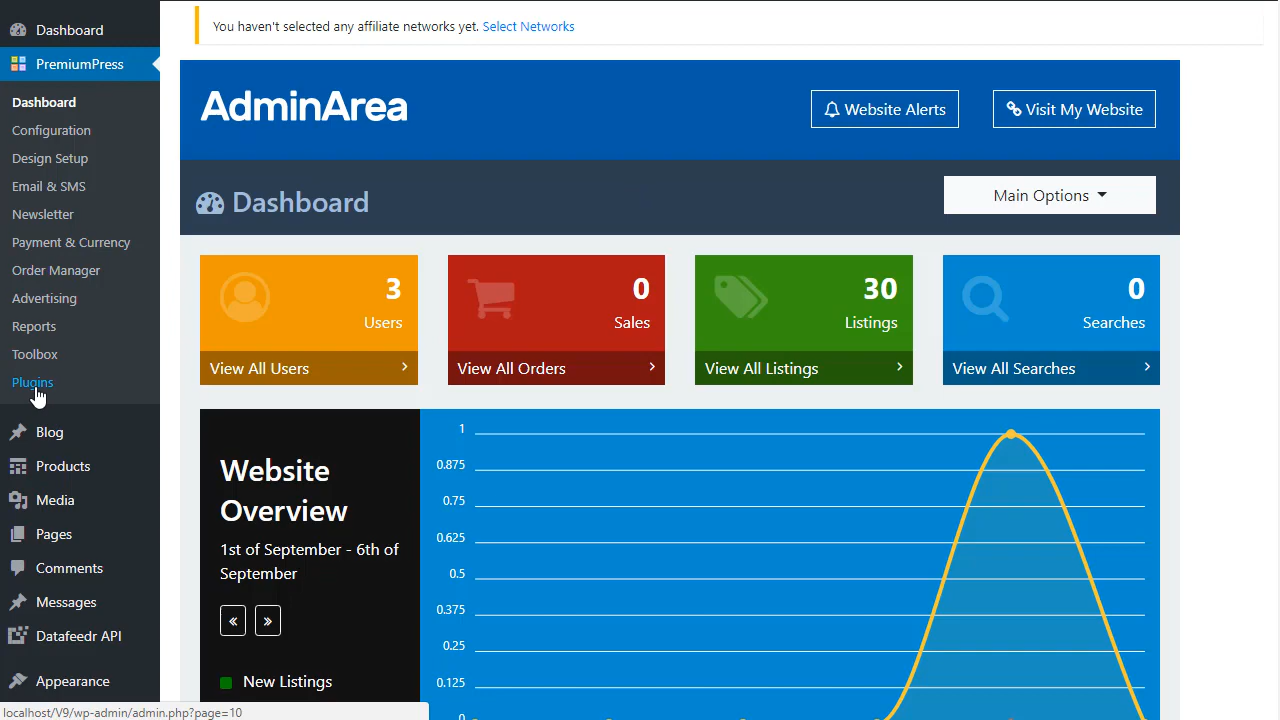 Dashboard
PremiumPress
Dashboard
Configuration
Design Setup
Email & SMS
Newsletter
Payment & Currency
Order Manager
Advertising
Reports
Toolbox
Plugins
Blog
Products
Media
Pages
Comments
Messages
Datafeedr API
Appearance
localhost/V9/wp-admin/admin.php?page=10
You haven't selected any affiliate networks yet. Select Networks
AdminArea
Website Alerts
Visit My Website
Dashboard
Main Options
3
Users
View All Users
0
Sales
View All Orders
30
Listings
View All Listings
0
Searches
View All Searches
Website
Overview
1st of September - 6th of
September
«
»
New Listings
1
0.875
0.75
0.625
0.5
0.375
0.25
0.125
0